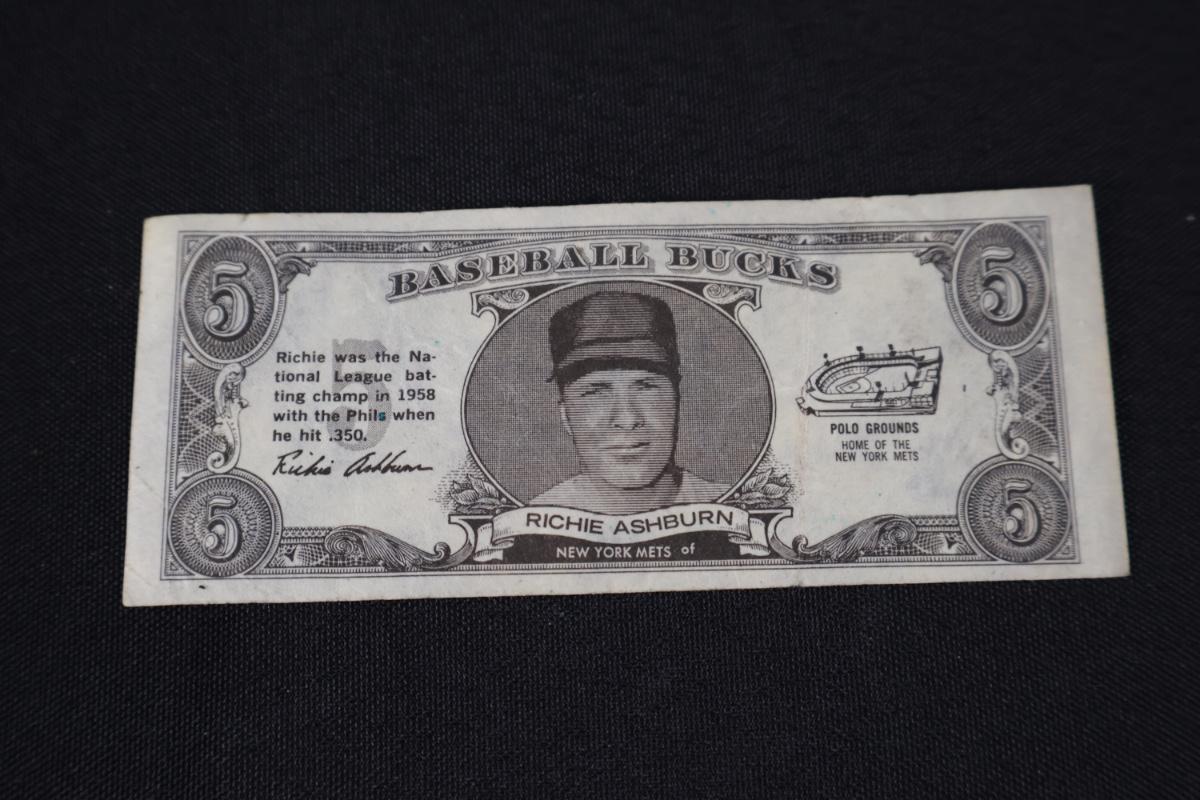 BASEBALL BUCKS
5
5
Richie was the Na-
tional League bat-
ting champ in 1958
with the Phils when
he hit .350.
Richie Ashburn
5
POLO GROUNDS
HOME OF THE
NEW YORK METS
RICHIE ASHBURN
NEW YORK METS of
5
5